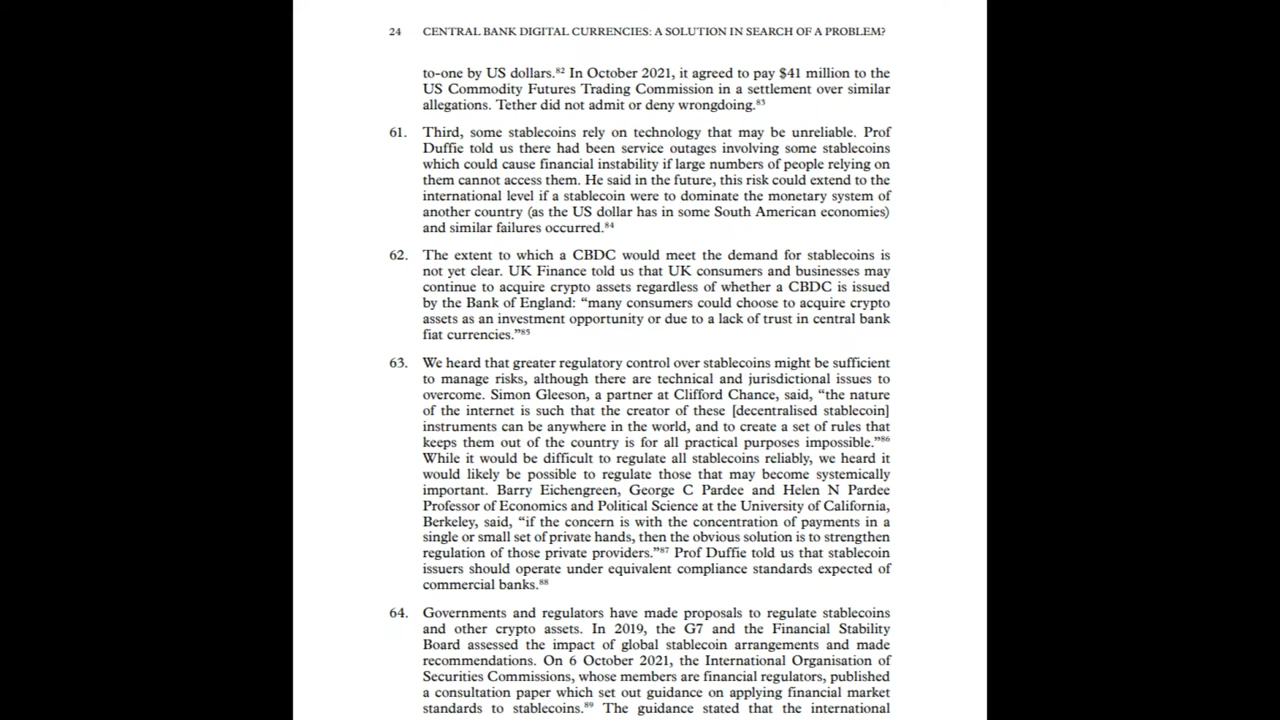 24 CENTRAL BANK DIGITAL CURRENCIES: A SOLUTION IN SEARCH OF A PROBLEM?
to-one by US dollars.⁸² In October 2021, it agreed to pay $41 million to the
US Commodity Futures Trading Commission in a settlement over similar
allegations. Tether did not admit or deny wrongdoing.⁸³
61. Third, some stablecoins rely on technology that may be unreliable. Prof
Duffie told us there had been service outages involving some stablecoins
which could cause financial instability if large numbers of people relying on
them cannot access them. He said in the future, this risk could extend to the
international level if a stablecoin were to dominate the monetary system of
another country (as the US dollar has in some South American economies)
and similar failures occurred.⁸⁴
62. The extent to which a CBDC would meet the demand for stablecoins is
not yet clear. UK Finance told us that UK consumers and businesses may
continue to acquire crypto assets regardless of whether a CBDC is issued
by the Bank of England: “many consumers could choose to acquire crypto
assets as an investment opportunity or due to a lack of trust in central bank
fiat currencies.”⁸⁵
63. We heard that greater regulatory control over stablecoins might be sufficient
to manage risks, although there are technical and jurisdictional issues to
overcome. Simon Gleeson, a partner at Clifford Chance, said, “the nature
of the internet is such that the creator of these [decentralised stablecoin]
instruments can be anywhere in the world, and to create a set of rules that
keeps them out of the country is for all practical purposes impossible.”⁸⁶
While it would be difficult to regulate all stablecoins reliably, we heard it
would likely be possible to regulate those that may become systemically
important. Barry Eichengreen, George C Pardee and Helen N Pardee
Professor of Economics and Political Science at the University of California,
Berkeley, said, “if the concern is with the concentration of payments in a
single or small set of private hands, then the obvious solution is to strengthen
regulation of those private providers.”⁸⁷ Prof Duffie told us that stablecoin
issuers should operate under equivalent compliance standards expected of
commercial banks.⁸⁸
64. Governments and regulators have made proposals to regulate stablecoins
and other crypto assets. In 2019, the G7 and the Financial Stability
Board assessed the impact of global stablecoin arrangements and made
recommendations. On 6 October 2021, the International Organisation of
Securities Commissions, whose members are financial regulators, published
a consultation paper which set out guidance on applying financial market
standards to stablecoins.⁸⁹ The guidance stated that the international